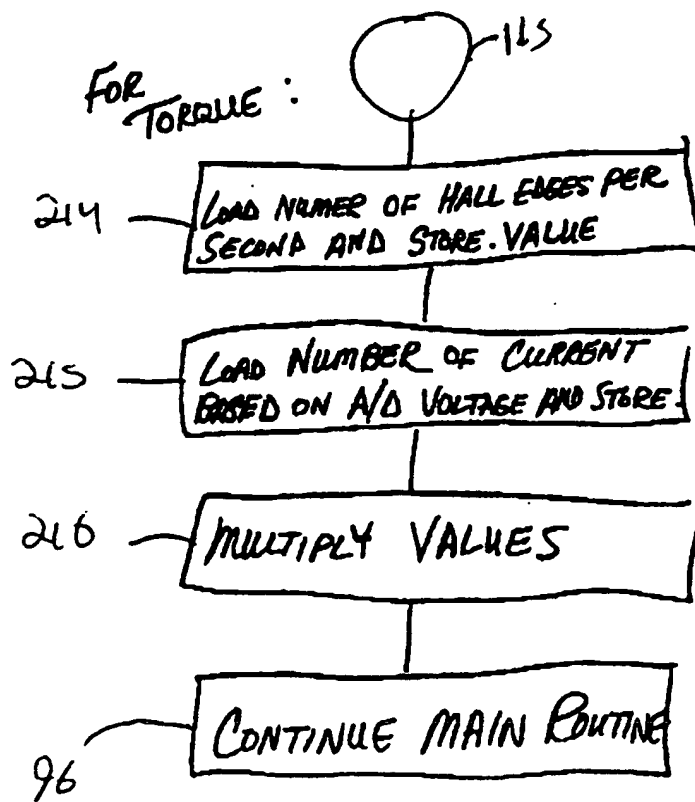 115
FOR
TORQUE :
214
LOAD NUMER OF HALL EDGES PER
SECOND AND STORE. VALUE
215
LOAD NUMBER OF CURRENT
BASED ON A/D VOLTAGE AND STORE.
216
MULTIPLY VALUES
CONTINUE MAIN ROUTINE
96